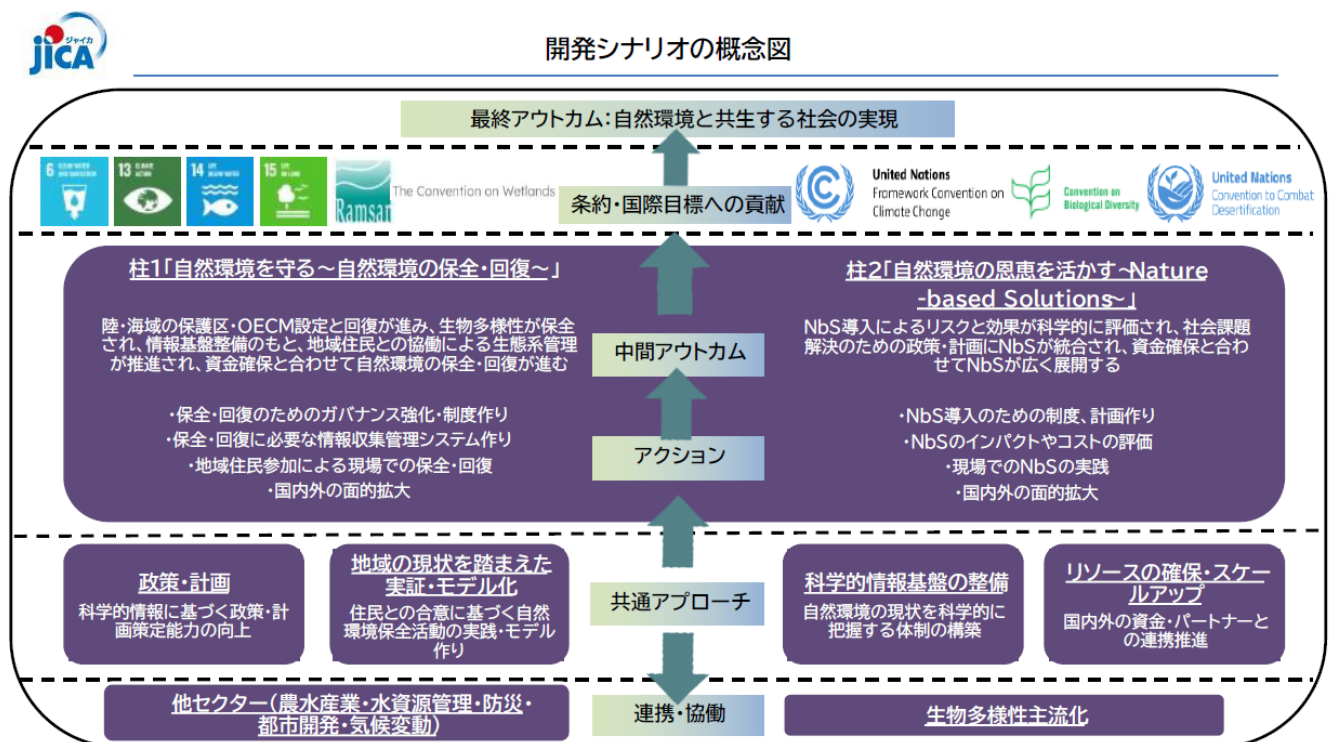 ジャイカ
JICA
開発シナリオの概念図
最終アウトカム：自然環境と共生する社会の実現
6 CLEAN WATER AND SANITATION
13 CLIMATE ACTION
14 LIFE BELOW WATER
15 LIFE ON LAND
Ramsar
The Convention on Wetlands
条約・国際目標への貢献
United Nations
Framework Convention on
Climate Change
Convention on
Biological Diversity
United Nations
Convention to Combat
Desertification
柱1「自然環境を守る～自然環境の保全・回復～」
陸・海域の保護区・OECM設定と回復が進み、生物多様性が保全
され、情報基盤整備のもと、地域住民との協働による生態系管理
が推進され、資金確保と合わせて自然環境の保全・回復が進む
・保全・回復のためのガバナンス強化・制度作り
・保全・回復に必要な情報収集管理システム作り
・地域住民参加による現場での保全・回復
・国内外の面的拡大
中間アウトカム
アクション
柱2「自然環境の恩恵を活かす～Nature
-based Solutions～」
NbS導入によるリスクと効果が科学的に評価され、社会課題
解決のための政策・計画にNbSが統合され、資金確保と合わ
せてNbSが広く展開する
・NbS導入のための制度、計画作り
・NbSのインパクトやコストの評価
・現場でのNbSの実践
・国内外の面的拡大
政策・計画
科学的情報に基づく政策・計
画策定能力の向上
地域の現状を踏まえた
実証・モデル化
住民との合意に基づく自然
環境保全活動の実践・モデル
作り
共通アプローチ
科学的情報基盤の整備
自然環境の現状を科学的に
把握する体制の構築
リソースの確保・スケー
ルアップ
国内外の資金・パートナーと
の連携推進
他セクター（農水産業・水資源管理・防災・
都市開発・気候変動）
連携・協働
生物多様性主流化